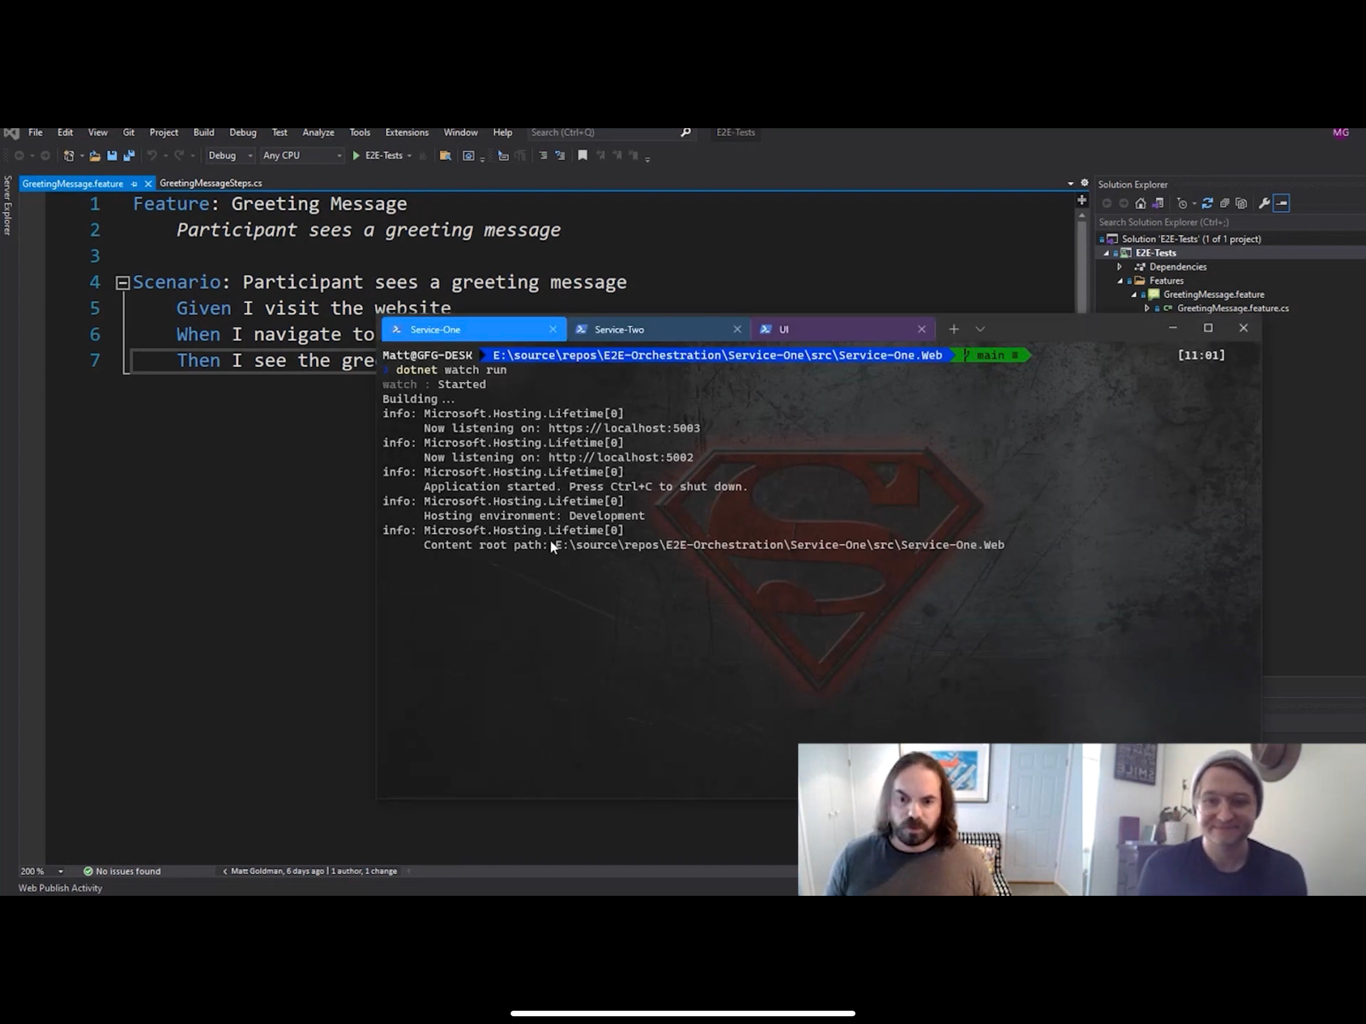 File Edit View Git Project Build Debug Test Analyze Tools Extensions Window Help Search (Ctrl+Q) E2E-Tests MG
Debug Any CPU E2E-Tests
Server Explorer
GreetingMessage.feature GreetingMessageSteps.cs
1 Feature: Greeting Message
2 Participant sees a greeting message
3
4 Scenario: Participant sees a greeting message
5 Given I visit the website
6 When I navigate to
7 Then I see the gre
Solution Explorer
Search Solution Explorer (Ctrl+;)
Solution 'E2E-Tests' (1 of 1 project)
E2E-Tests
Dependencies
Features
GreetingMessage.feature
GreetingMessage.feature.cs
Service-One Service-Two UI
Matt@GFG-DESK E:\source\repos\E2E-Orchestration\Service-One\src\Service-One.Web main ≡ [11:01]
dotnet watch run
watch : Started
Building...
info: Microsoft.Hosting.Lifetime[0]
Now listening on: https://localhost:5003
info: Microsoft.Hosting.Lifetime[0]
Now listening on: http://localhost:5002
info: Microsoft.Hosting.Lifetime[0]
Application started. Press Ctrl+C to shut down.
info: Microsoft.Hosting.Lifetime[0]
Hosting environment: Development
info: Microsoft.Hosting.Lifetime[0]
Content root path: E:\source\repos\E2E-Orchestration\Service-One\src\Service-One.Web
SMILE
200 % No issues found Matt Goldman, 6 days ago | 1 author, 1 change
Web Publish Activity